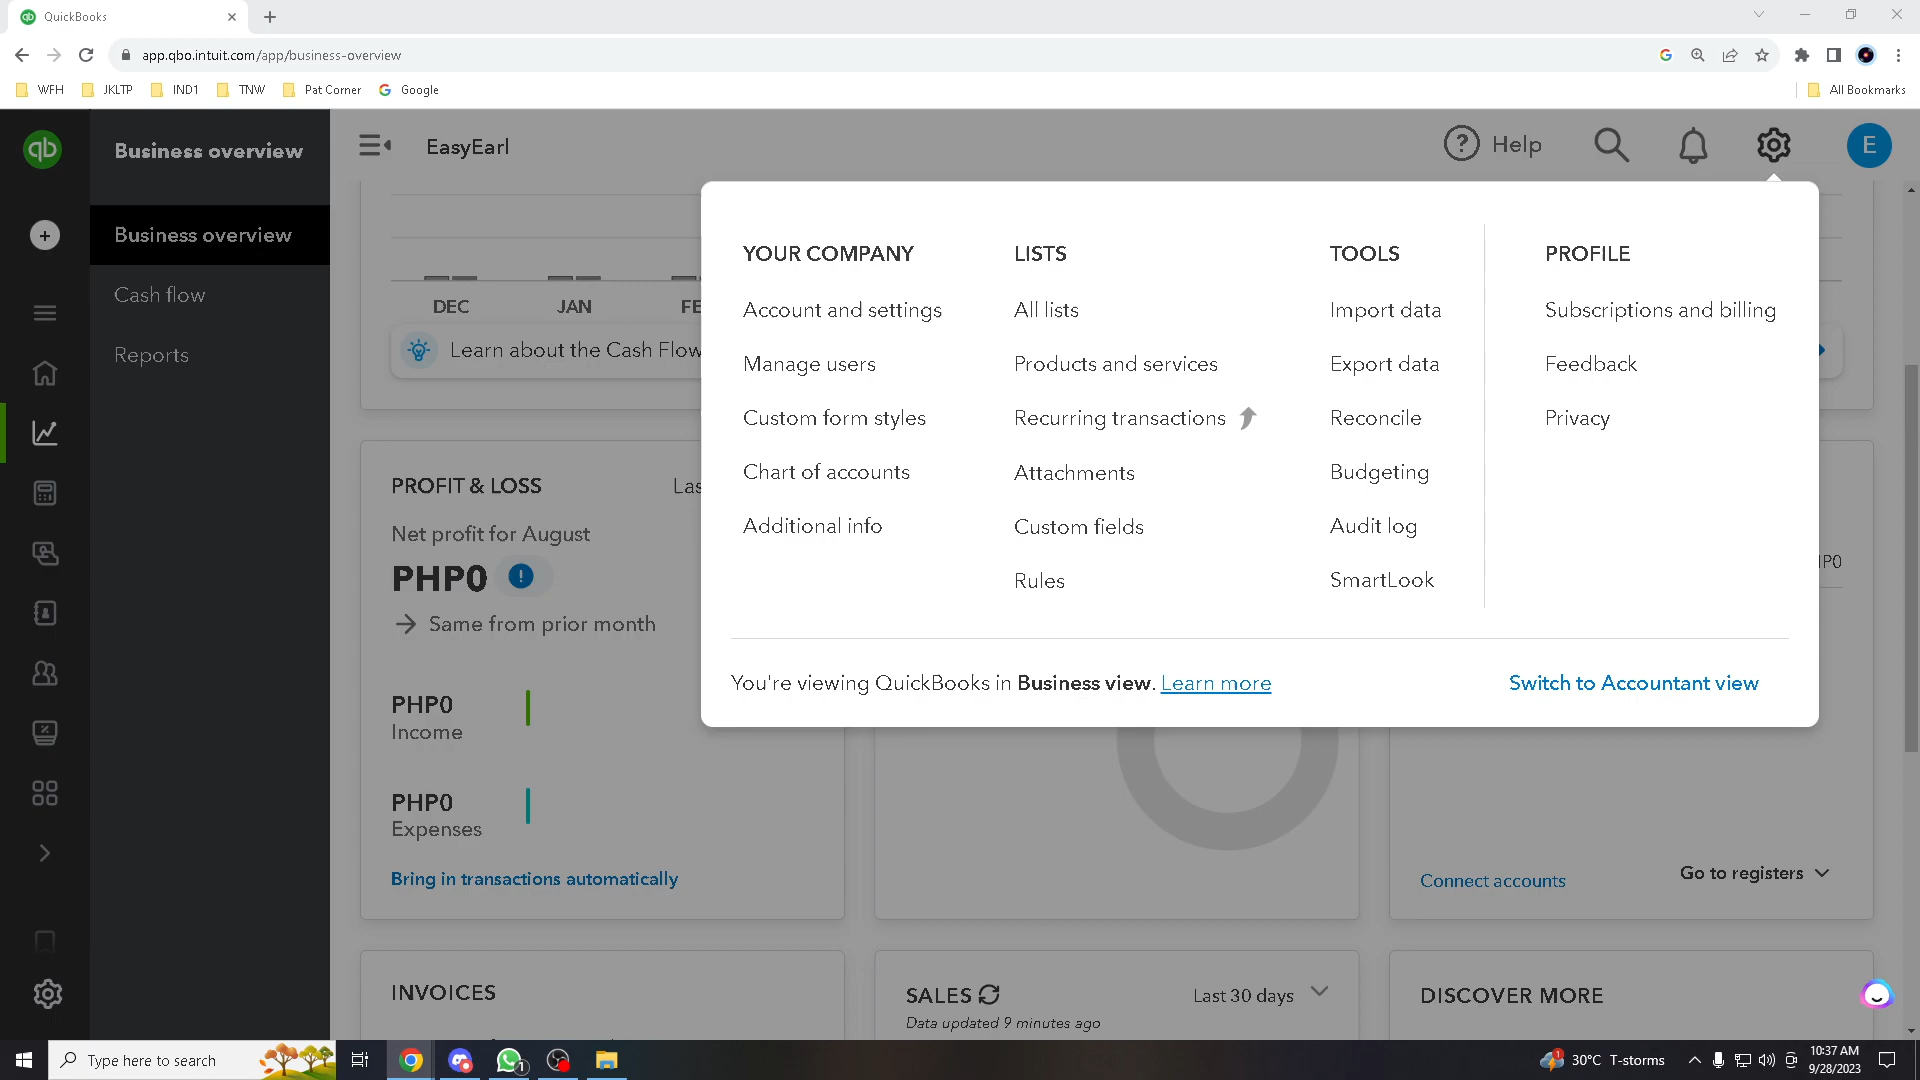 QuickBooks
app.qbo.intuit.com/app/business-overview
WFH
JKLTP
IND1
TNW
Pat Corner
Google
All Bookmarks
qb
Business overview
EasyEarl
Help
E
Business overview
Cash flow
Reports
DEC
JAN
FE
Learn about the Cash Flow
YOUR COMPANY
Account and settings
Manage users
Custom form styles
Chart of accounts
Additional info
LISTS
All lists
Products and services
Recurring transactions
Attachments
Custom fields
Rules
TOOLS
Import data
Export data
Reconcile
Budgeting
Audit log
SmartLook
PROFILE
Subscriptions and billing
Feedback
Privacy
You're viewing QuickBooks in Business view. Learn more
Switch to Accountant view
PROFIT & LOSS
Las
Net profit for August
PHP0
Same from prior month
PHP0
Income
PHP0
Expenses
Bring in transactions automatically
HP0
Connect accounts
Go to registers
INVOICES
SALES
Last 30 days
Data updated 9 minutes ago
DISCOVER MORE
Type here to search
1
1
30°C T-storms
10:37 AM
9/28/2023